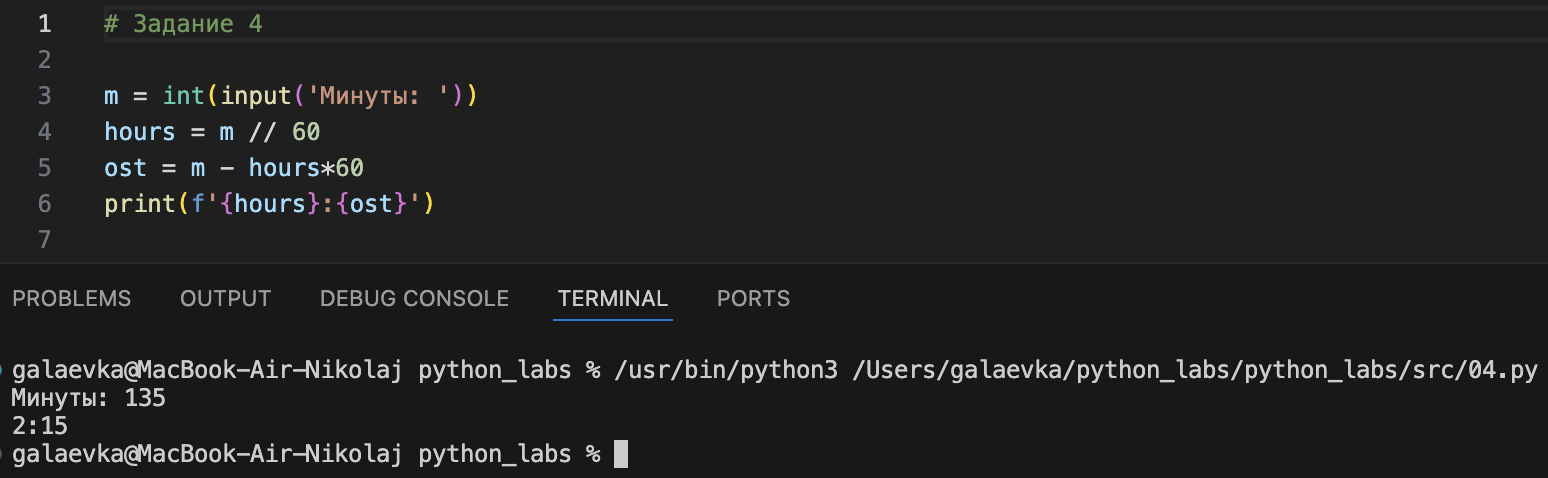 1 # Задание 4
2
3 m = int(input('Минуты: '))
4 hours = m // 60
5 ost = m - hours*60
6 print(f'{hours}:{ost}')
7
PROBLEMS OUTPUT DEBUG CONSOLE TERMINAL PORTS
galaevka@MacBook-Air-Nikolaj python_labs % /usr/bin/python3 /Users/galaevka/python_labs/python_labs/src/04.py
Минуты: 135
2:15
galaevka@MacBook-Air-Nikolaj python_labs %